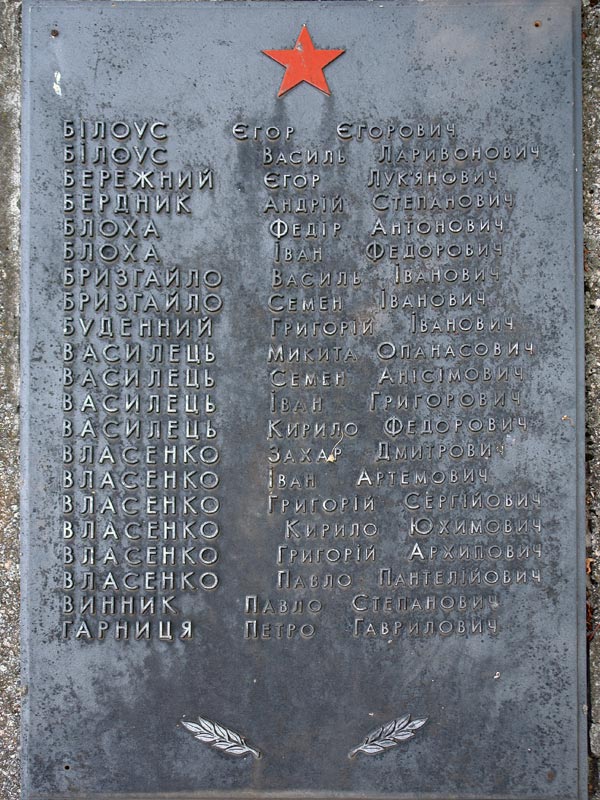 БІЛОУС ЄГОР ЄГОРОВИЧ
БІЛОУС ВАСИЛЬ ЛАРИВОНОВИЧ
БЕРЕЖНИЙ ЄГОР ЛУК'ЯНОВИЧ
БЕРДНИК АНДРІЙ СТЕПАНОВИЧ
БЛОХА ФЕДІР АНТОНОВИЧ
БЛОХА ІВАН ФЕДОРОВИЧ
БРИЗГАЙЛО ВАСИЛЬ ІВАНОВИЧ
БРИЗГАЙЛО СЕМЕН ІВАНОВИЧ
БУДЕННИЙ ГРИГОРІЙ ІВАНОВИЧ
ВАСИЛЕЦЬ МИКИТА ОПАНАСОВИЧ
ВАСИЛЕЦЬ СЕМЕН АНІСІМОВИЧ
ВАСИЛЕЦЬ ІВАН ГРИГОРОВИЧ
ВАСИЛЕЦЬ КИРИЛО ФЕДОРОВИЧ
ВЛАСЕНКО ЗАХАР ДМИТРОВИЧ
ВЛАСЕНКО ІВАН АРТЕМОВИЧ
ВЛАСЕНКО ГРИГОРІЙ СЕРГІЙОВИЧ
ВЛАСЕНКО КИРИЛО ЮХИМОВИЧ
ВЛАСЕНКО ГРИГОРІЙ АРХИПОВИЧ
ВЛАСЕНКО ПАВЛО ПАНТЕЛІЙОВИЧ
ВИННИК ПАВЛО СТЕПАНОВИЧ
ГАРНИЦЯ ПЕТРО ГАВРИЛОВИЧ